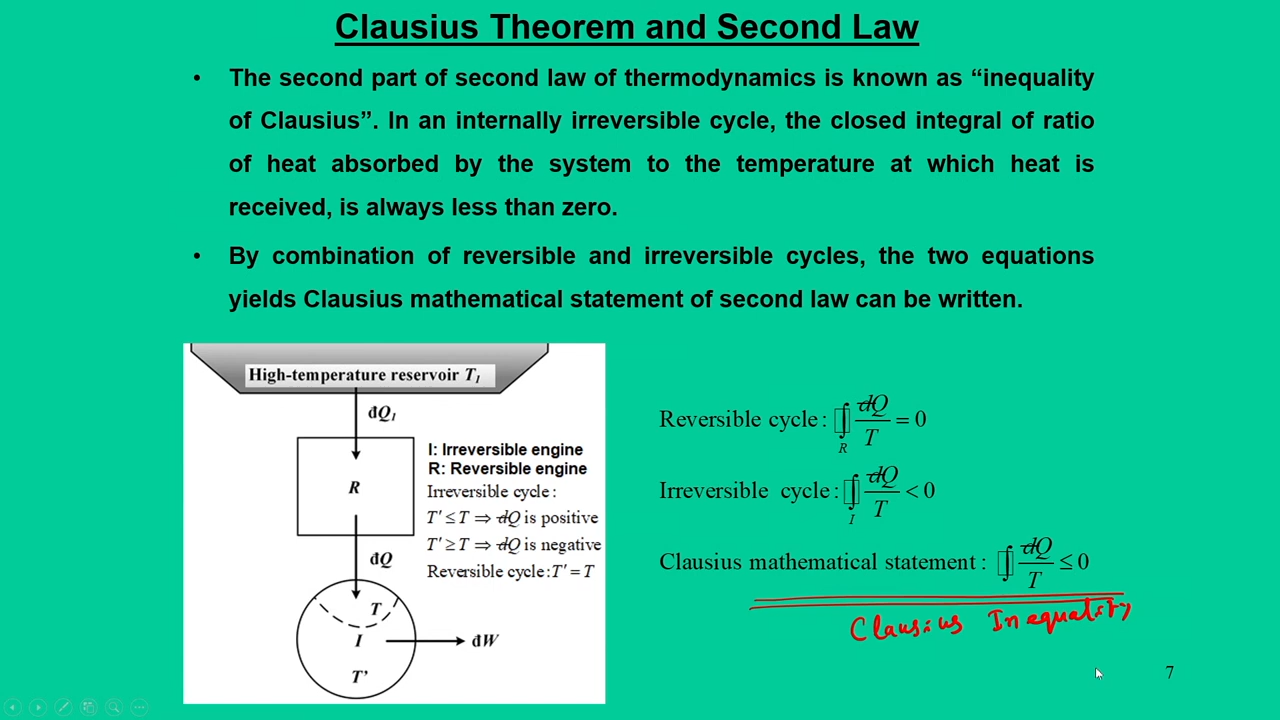 Clausius Theorem and Second Law
• The second part of second law of thermodynamics is known as “inequality
of Clausius”. In an internally irreversible cycle, the closed integral of ratio
of heat absorbed by the system to the temperature at which heat is
received, is always less than zero.
• By combination of reversible and irreversible cycles, the two equations
yields Clausius mathematical statement of second law can be written.
High-temperature reservoir T₁
đQ₁
R
đQ
T
I
T’
đW
I: Irreversible engine
R: Reversible engine
Irreversible cycle :
T′ ≤ T ⇒ đQ is positive
T′ ≥ T ⇒ đQ is negative
Reversible cycle : T′ = T
Reversible cycle : ∮_R đQ/T = 0
Irreversible cycle : ∮_I đQ/T < 0
Clausius mathematical statement : ∮ đQ/T ≤ 0
Clausius Inequality
7